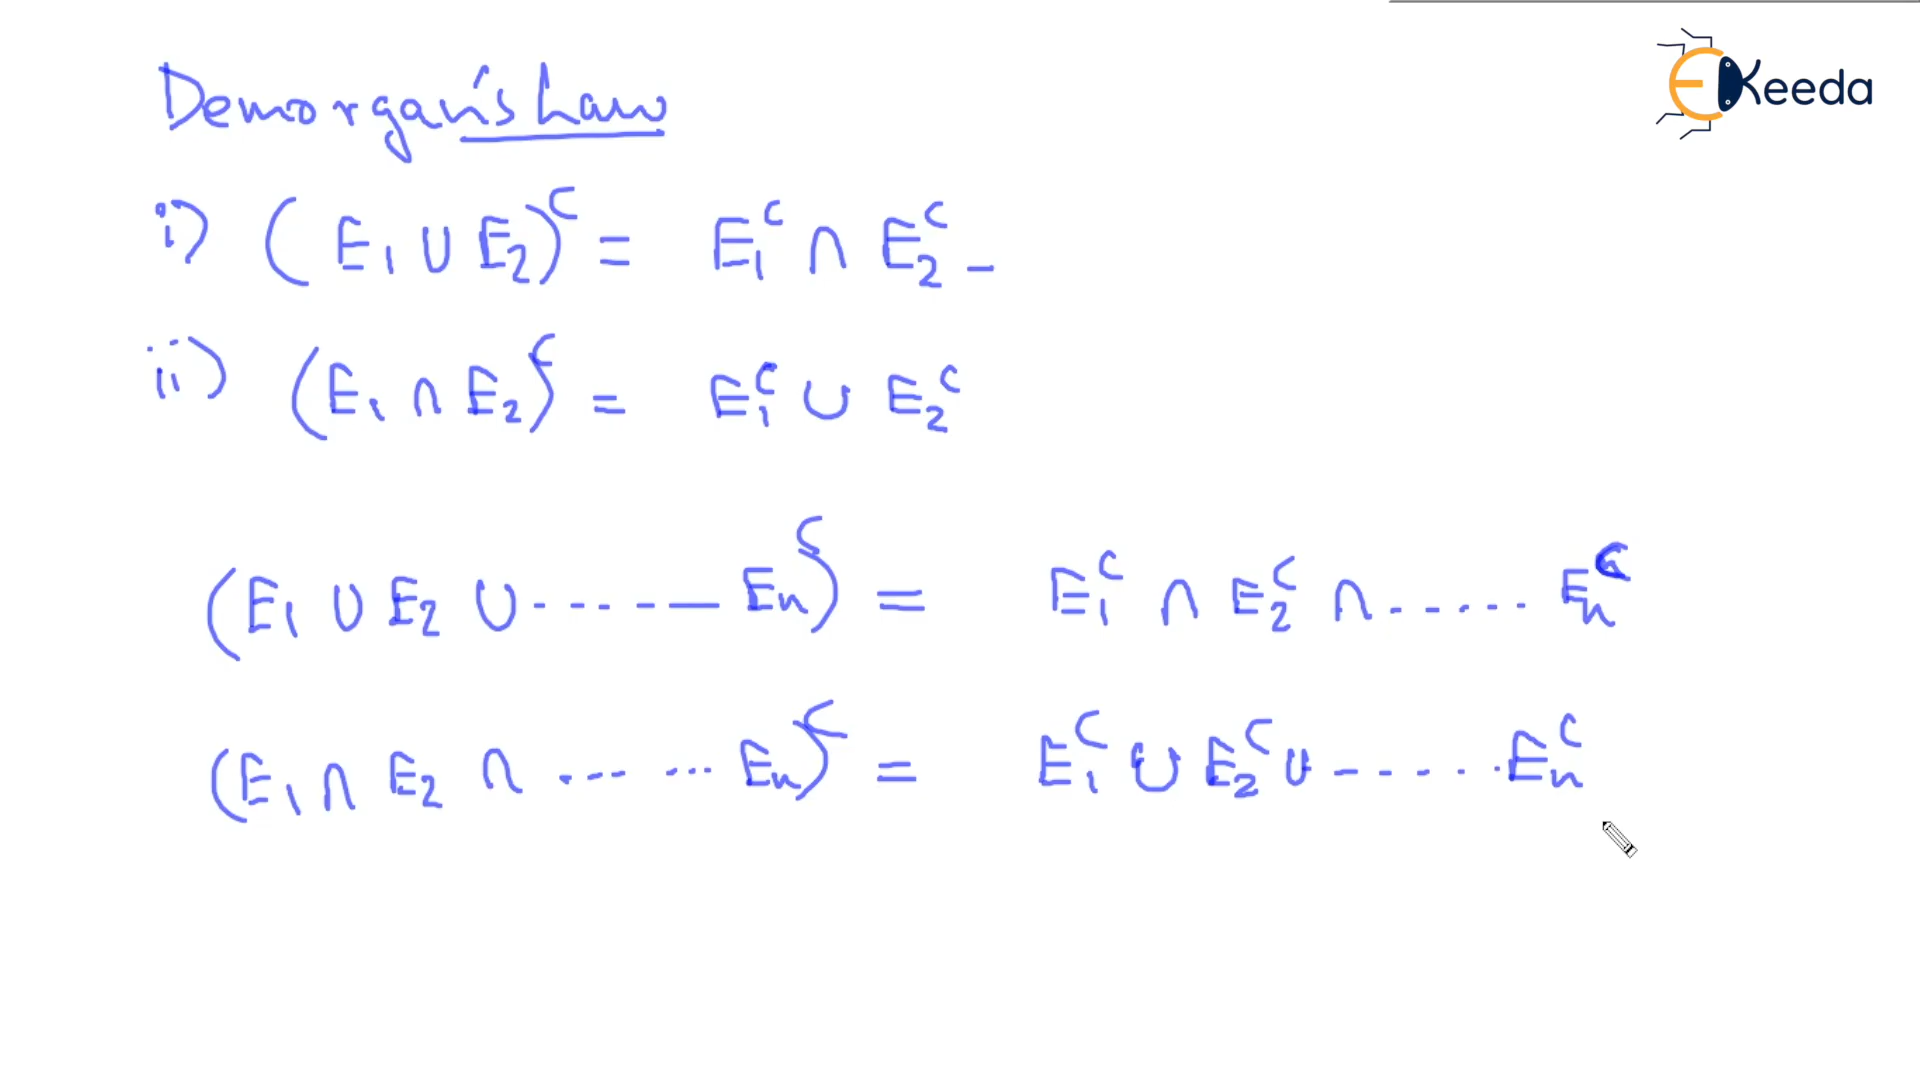 EKeeda
Demorgan's Law
i) (E₁ ∪ E₂)ᶜ = E₁ᶜ ∩ E₂ᶜ -
ii) (E₁ ∩ E₂)ᶜ = E₁ᶜ ∪ E₂ᶜ
(E₁ ∪ E₂ ∪ ------ Eₙ)ᶜ = E₁ᶜ ∩ E₂ᶜ ∩ ...... Eₙᶜ
(E₁ ∩ E₂ ∩ .... .... Eₙ)ᶜ = E₁ᶜ ∪ E₂ᶜ ∪ ------ Eₙᶜ